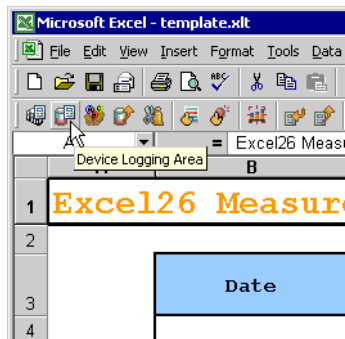 Microsoft Excel - template.xlt
File Edit View Insert Format Tools Data
ABC
= Excel26 Measu
Device Logging Area
B
1 Excel26 Measur
2
Date
3
4